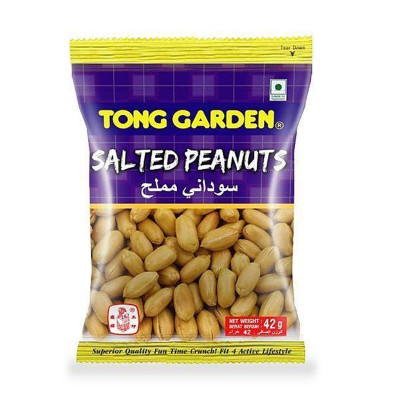 Tear Down
TONG GARDEN®
SALTED PEANUTS
سوداني مملح
NET WEIGHT: 42 g
Superior Quality Fun Time Crunch! Fit 4 Active Lifestyle